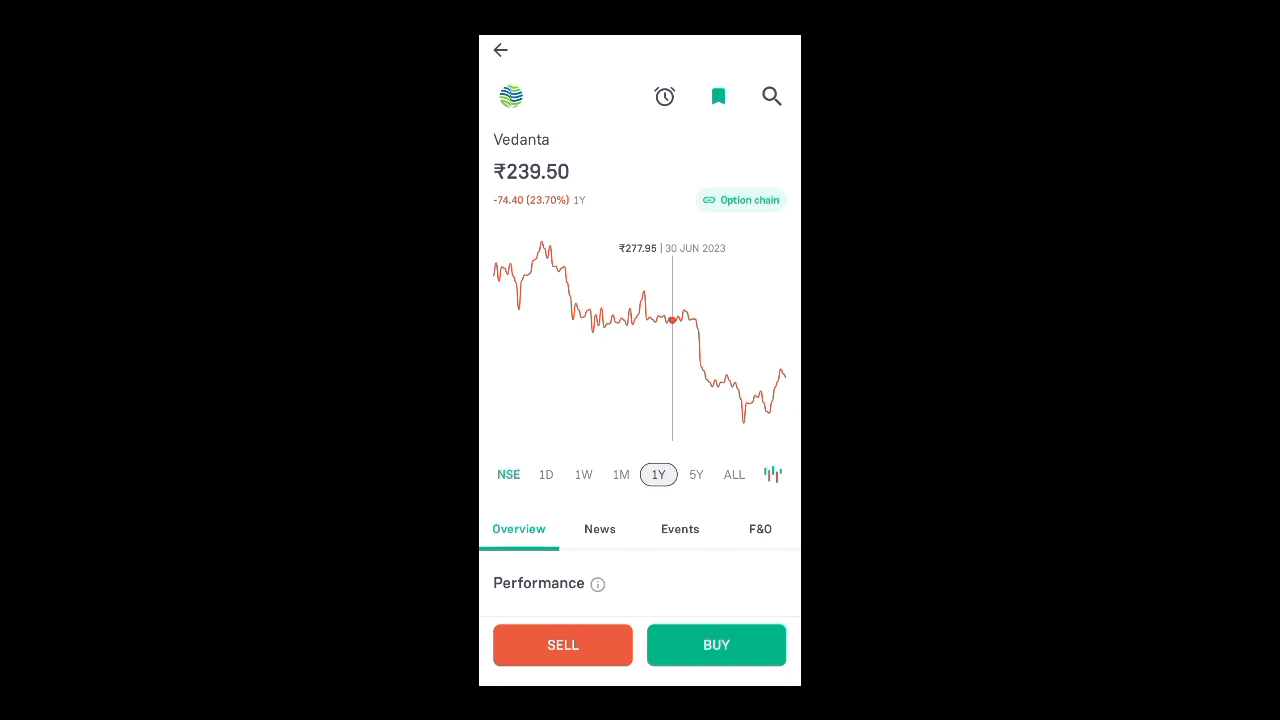 Vedanta
₹239.50
-74.40 (23.70%) 1Y
Option chain
₹277.95 | 30 JUN 2023
NSE 1D 1W 1M 1Y 5Y ALL
Overview News Events F&O
Performance
SELL BUY